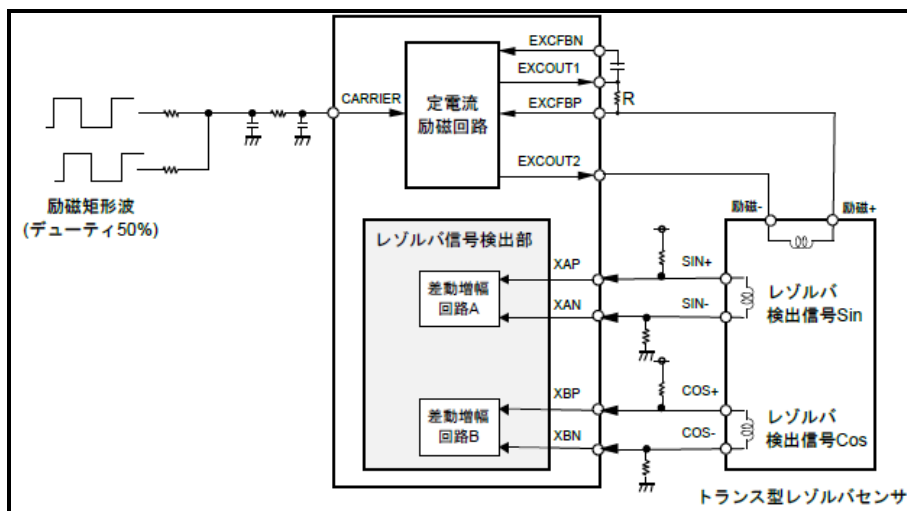 EXCFBN
EXCOUT1
CARRIER
定電流
励磁回路
R
EXCFBP
EXCOUT2
励磁矩形波
(デューティ50%)
励磁-
励磁+
レゾルバ信号検出部
差動増幅
回路A
XAP
XAN
SIN+
SIN-
レゾルバ
検出信号Sin
差動増幅
回路B
XBP
XBN
COS+
COS-
レゾルバ
検出信号Cos
トランス型レゾルバセンサ